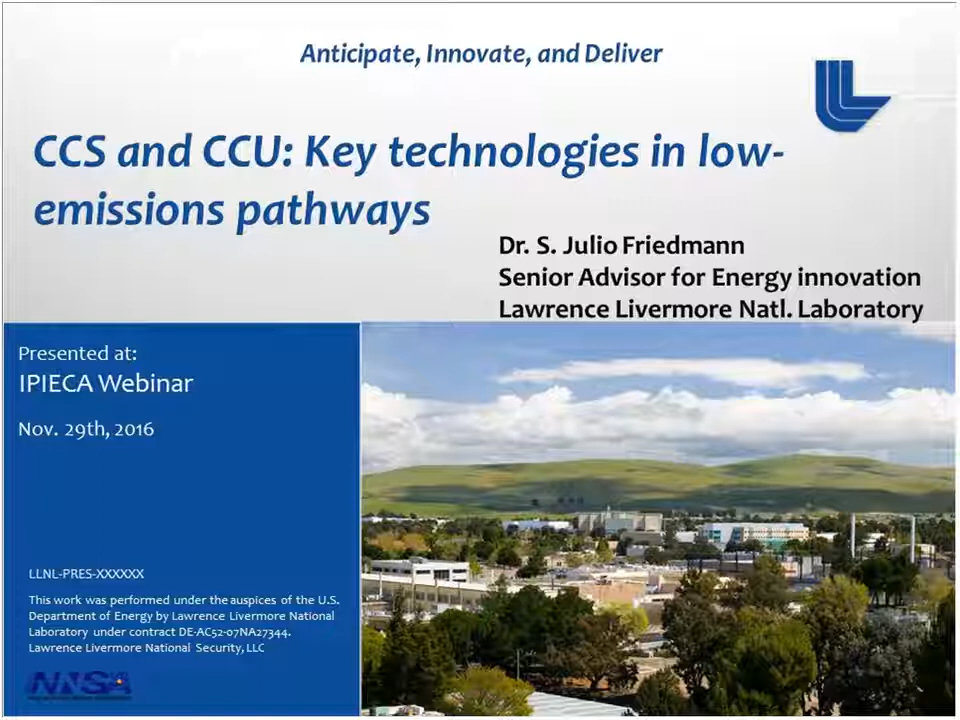 Anticipate, Innovate, and Deliver
CCS and CCU: Key technologies in low-
emissions pathways
Dr. S. Julio Friedmann
Senior Advisor for Energy innovation
Lawrence Livermore Natl. Laboratory
Presented at:
IPIECA Webinar
Nov. 29th, 2016
LLNL-PRES-XXXXXX
This work was performed under the auspices of the U.S.
Department of Energy by Lawrence Livermore National
Laboratory under contract DE-AC52-07NA27344.
Lawrence Livermore National Security, LLC
NNSA